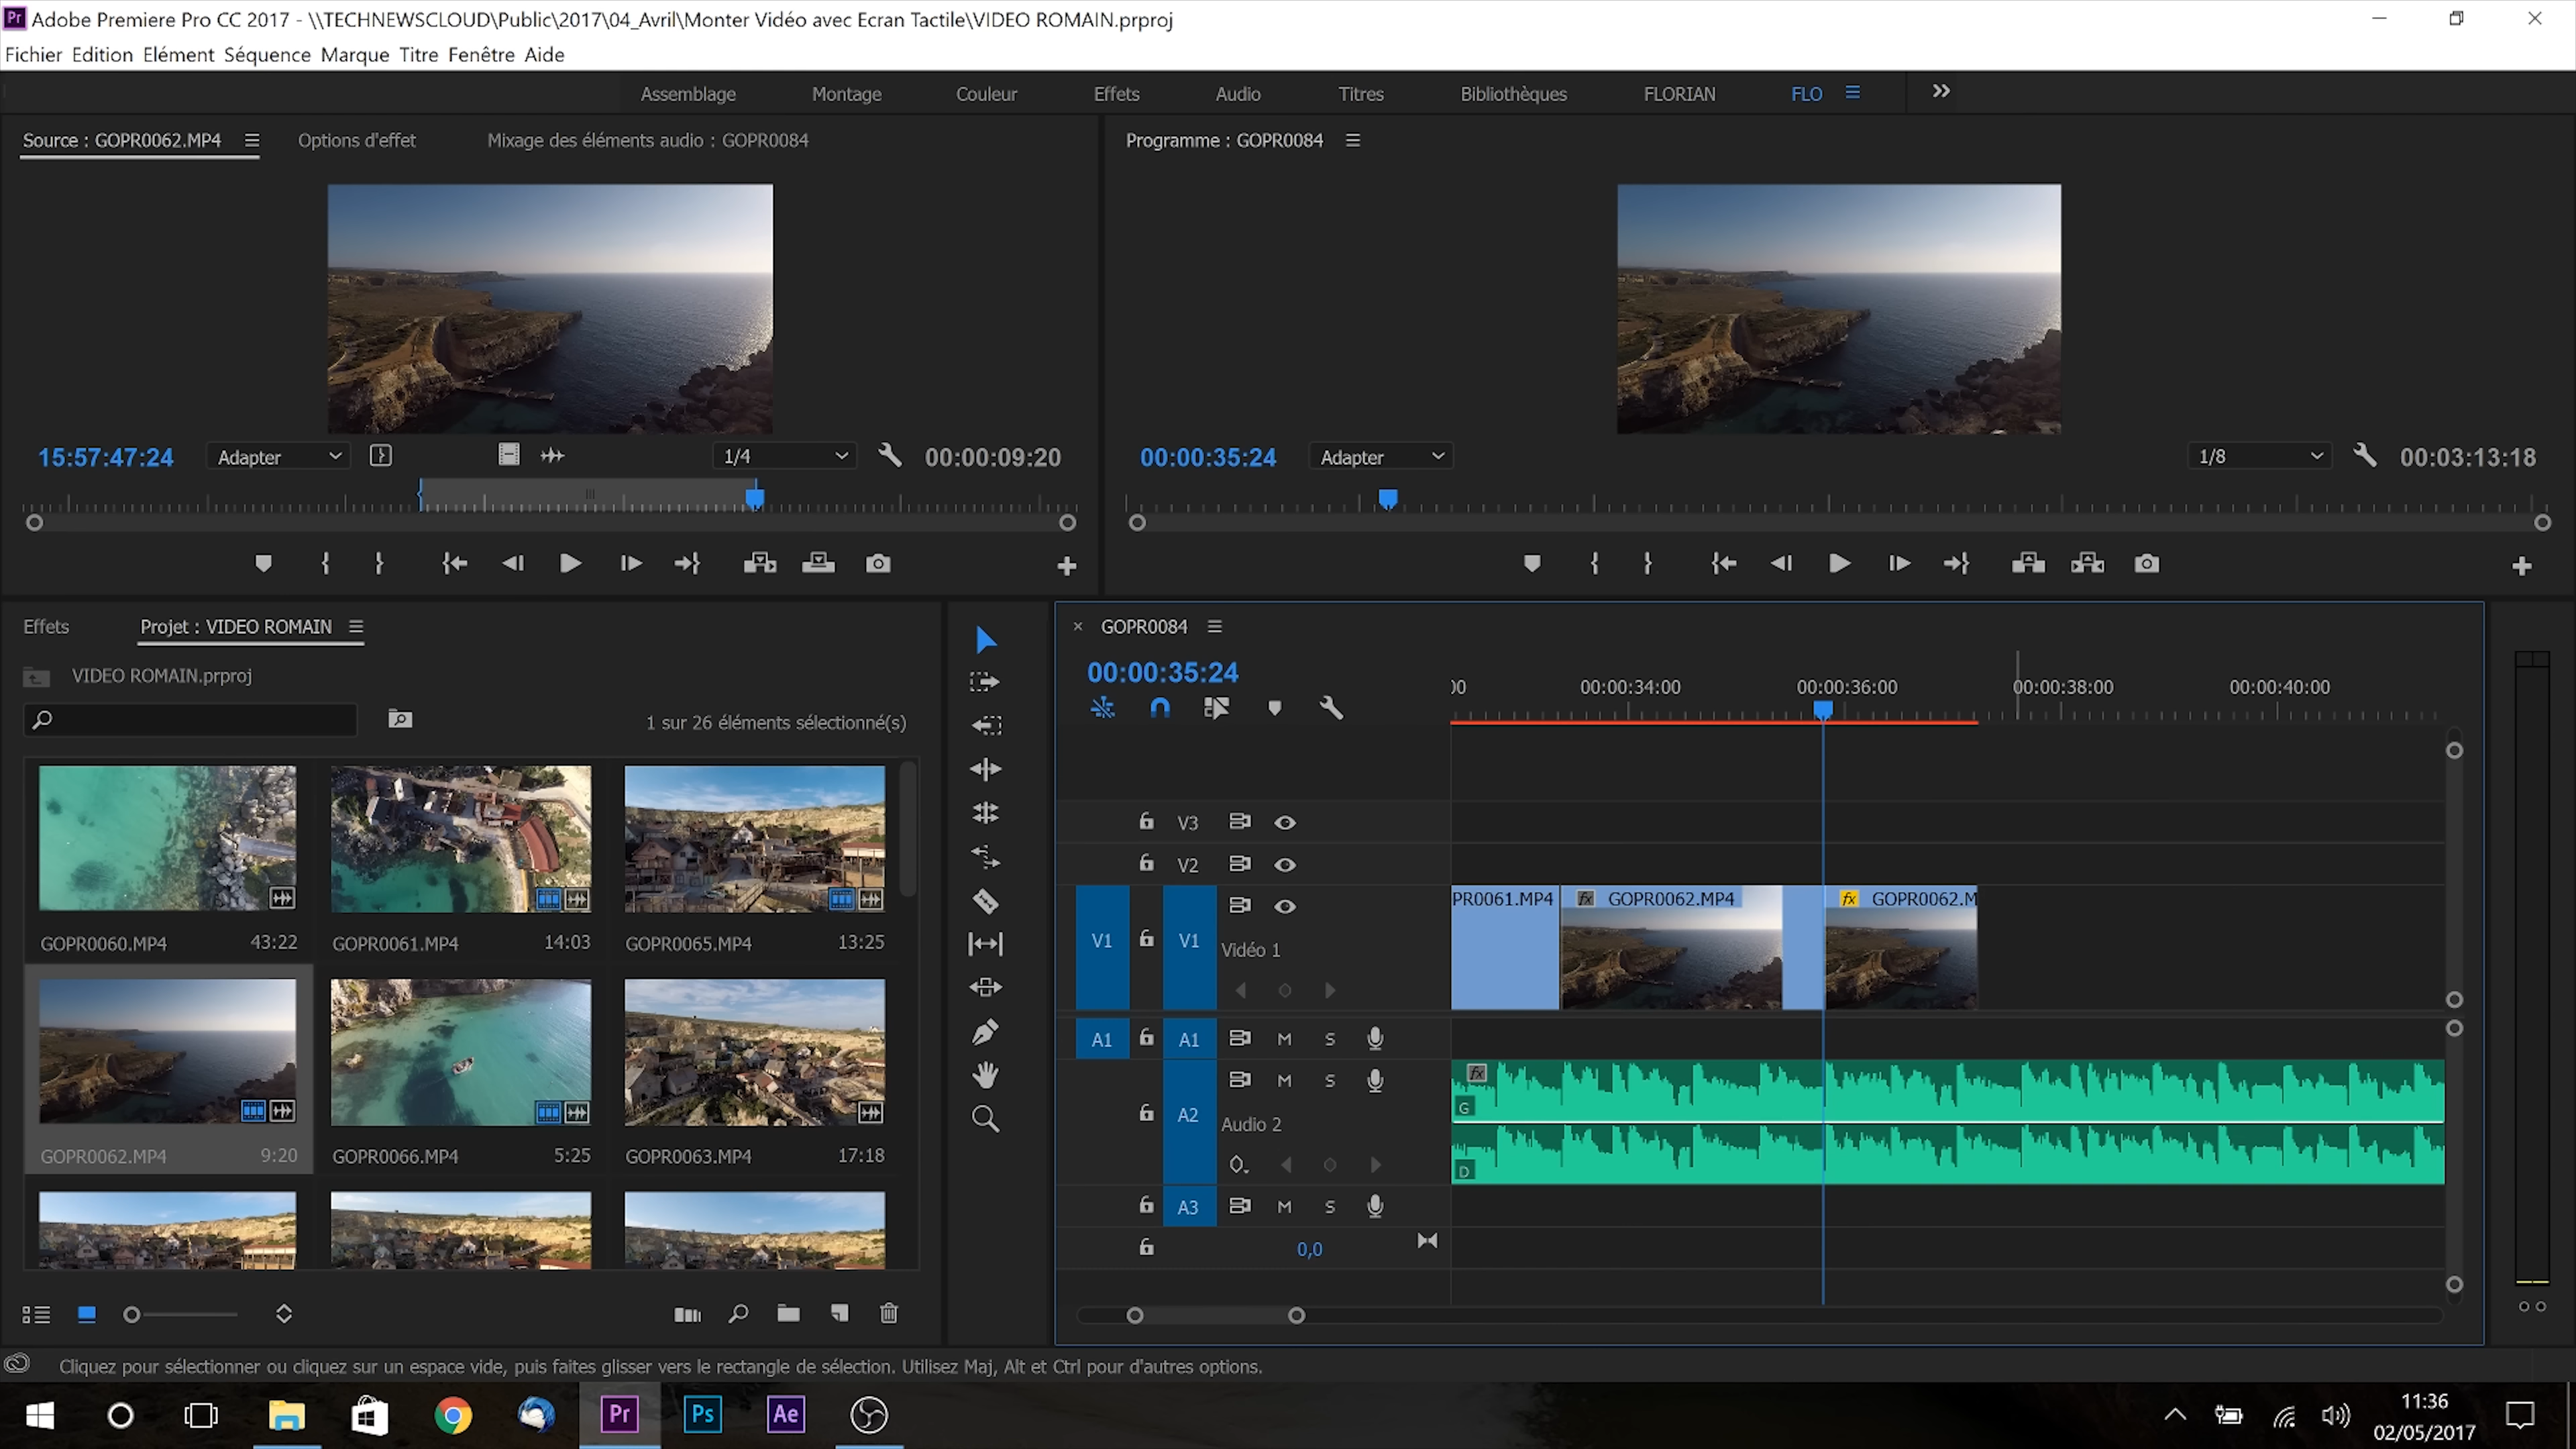 Pr Adobe Premiere Pro CC 2017 - \\TECHNEWSCLOUD\Public\2017\04_Avril\Monter Vidéo avec Ecran Tactile\VIDEO ROMAIN.prproj
Fichier Edition Elément Séquence Marque Titre Fenêtre Aide
Assemblage Montage Couleur Effets Audio Titres Bibliothèques FLORIAN FLO
Source : GOPR0062.MP4 Options d'effet Mixage des éléments audio : GOPR0084
Programme : GOPR0084
15:57:47:24 Adapter 1/4 00:00:09:20
00:00:35:24 Adapter 1/8 00:03:13:18
Effets Projet : VIDEO ROMAIN
VIDEO ROMAIN.prproj
1 sur 26 éléments sélectionné(s)
GOPR0060.MP4 43:22
GOPR0061.MP4 14:03
GOPR0065.MP4 13:25
GOPR0062.MP4 9:20
GOPR0066.MP4 5:25
GOPR0063.MP4 17:18
GOPR0084
00:00:35:24
00 00:00:34:00 00:00:36:00 00:00:38:00 00:00:40:00
V3
V2
V1 V1 Vidéo 1
PR0061.MP4 fx GOPR0062.MP4 fx GOPR0062.M
A1 A1 M S
A2 M S
Audio 2
fx
G
D
A3 M S
0,0
Cliquez pour sélectionner ou cliquez sur un espace vide, puis faites glisser vers le rectangle de sélection. Utilisez Maj, Alt et Ctrl pour d'autres options.
Pr Ps Ae
11:36
02/05/2017